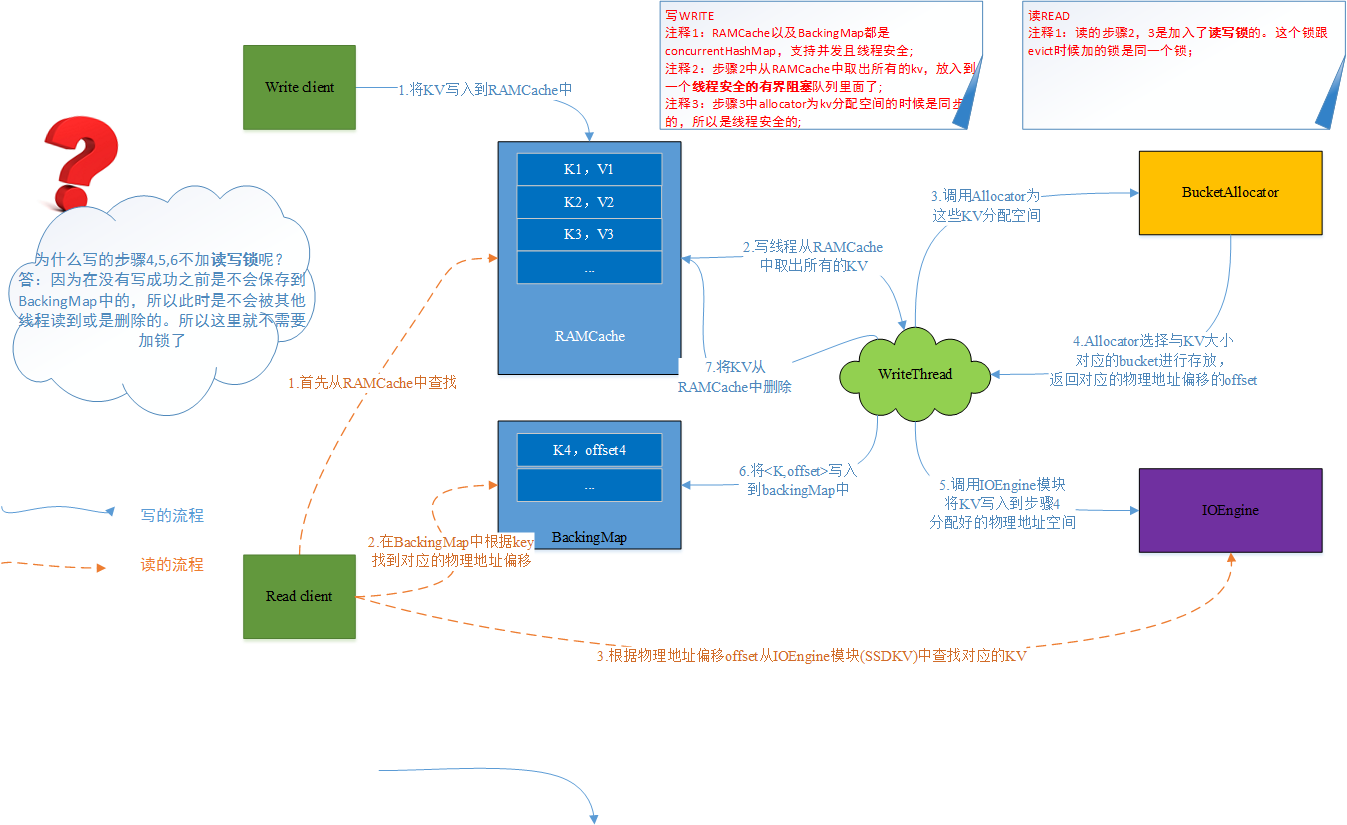 写WRITE
注释1：RAMCache以及BackingMap都是
concurrentHashMap，支持并发且线程安全;
注释2：步骤2中从RAMCache中取出所有的kv，放入到
一个线程安全的有界阻塞队列里面了;
注释3：步骤3中allocator为kv分配空间的时候是同步
的，所以是线程安全的;
读READ
注释1：读的步骤2，3是加入了读写锁的。这个锁跟
evict时候加的锁是同一个锁；
Write client
1.将KV写入到RAMCache中
K1，V1
K2，V2
K3，V3
...
RAMCache
BucketAllocator
3.调用Allocator为
这些KV分配空间
2.写线程从RAMCache
中取出所有的KV
为什么写的步骤4,5,6不加读写锁呢？
答：因为在没有写成功之前是不会保存到
BackingMap中的，所以此时是不会被其他
线程读到或是删除的。所以这里就不需要
加锁了
4.Allocator选择与KV大小
对应的bucket进行存放，
返回对应的物理地址偏移的offset
WriteThread
7.将KV从
RAMCache中删除
1.首先从RAMCache中查找
K4，offset4
...
BackingMap
6.将<K,offset>写入
到backingMap中
5.调用IOEngine模块
将KV写入到步骤4
分配好的物理地址空间
IOEngine
写的流程
读的流程
2.在BackingMap中根据key
找到对应的物理地址偏移
Read client
3.根据物理地址偏移offset从IOEngine模块(SSDKV)中查找对应的KV